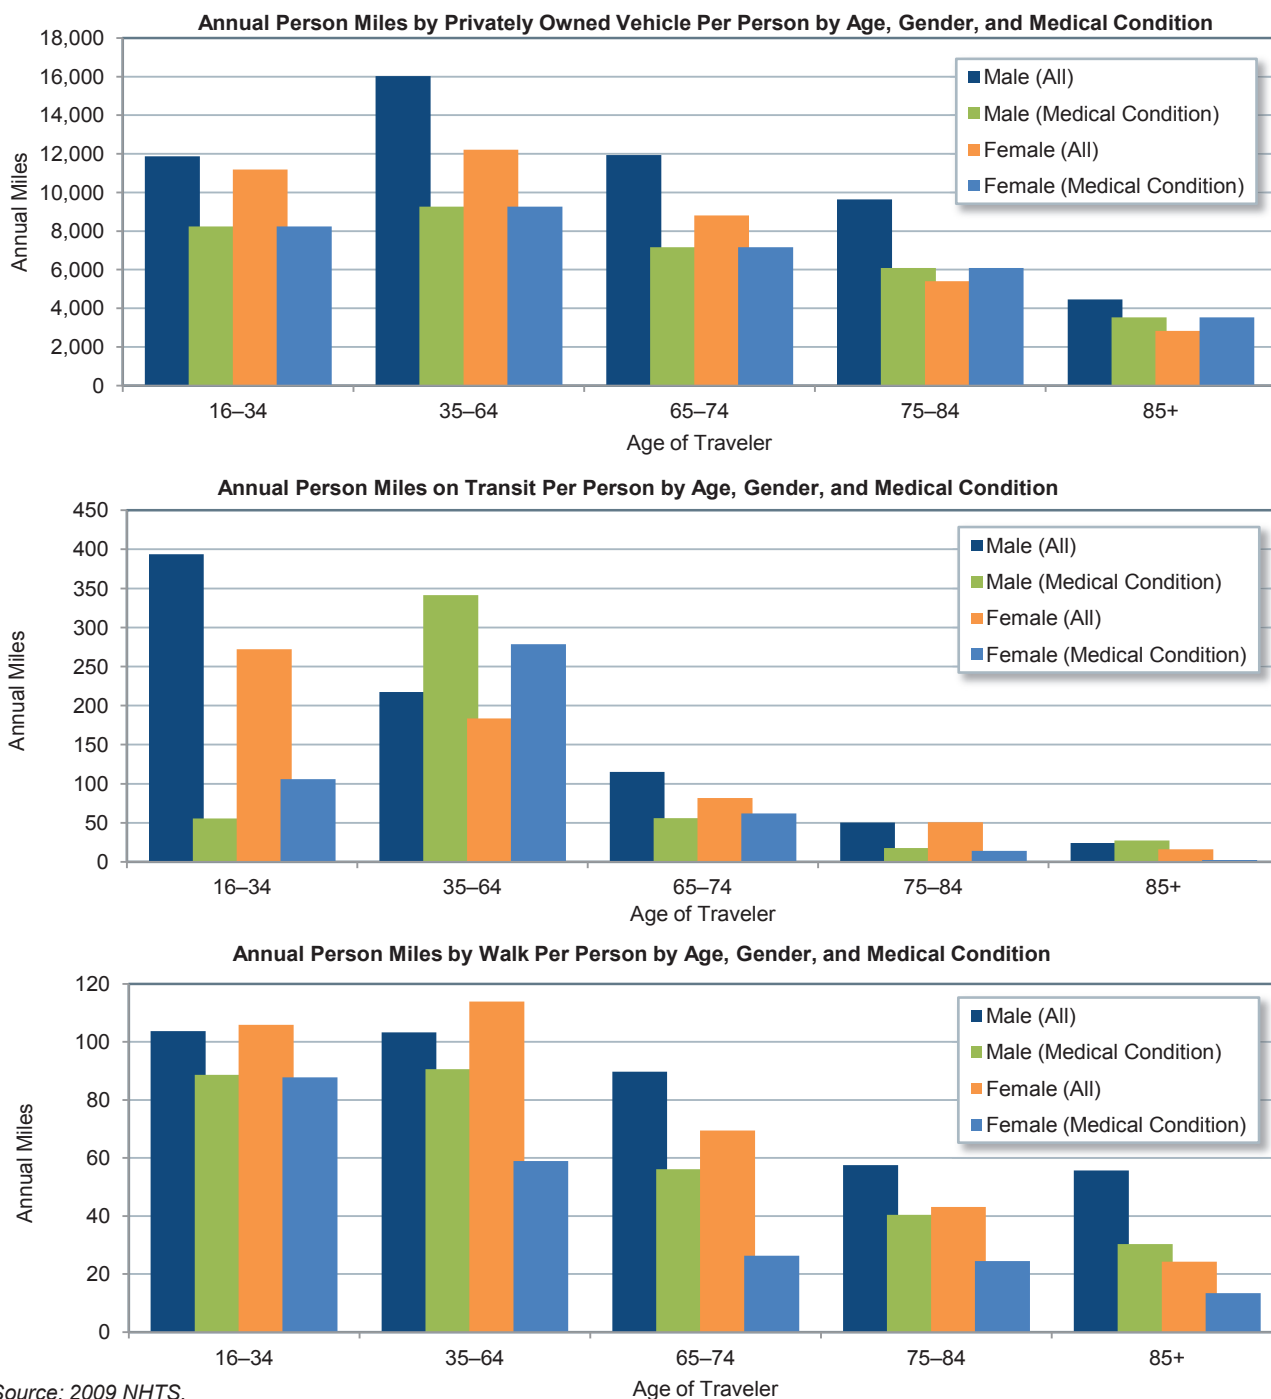 Annual Person Miles by Privately Owned Vehicle Per Person by Age, Gender, and Medical Condition
18,000
16,000
14,000
12,000
10,000
8,000
6,000
4,000
2,000
0
Annual Miles
Male (All)
Male (Medical Condition)
Female (All)
Female (Medical Condition)
16–34 35–64 65–74 75–84 85+
Age of Traveler
Annual Person Miles on Transit Per Person by Age, Gender, and Medical Condition
450
400
350
300
250
200
150
100
50
0
Annual Miles
Male (All)
Male (Medical Condition)
Female (All)
Female (Medical Condition)
16–34 35–64 65–74 75–84 85+
Age of Traveler
Annual Person Miles by Walk Per Person by Age, Gender, and Medical Condition
120
100
80
60
40
20
0
Annual Miles
Male (All)
Male (Medical Condition)
Female (All)
Female (Medical Condition)
16–34 35–64 65–74 75–84 85+
Age of Traveler
Source: 2009 NHTS.